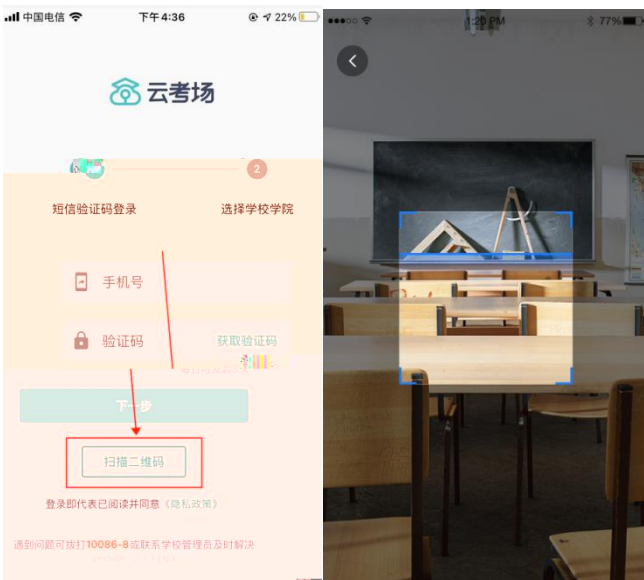 中国电信 下午4:36 22%
云考场
2
短信验证码登录 选择学校学院
手机号
验证码 获取验证码
下一步
扫描二维码
登录即代表已阅读并同意《隐私政策》
遇到问题可拨打10086-8或联系学校管理员及时解决
1:20 PM 77%